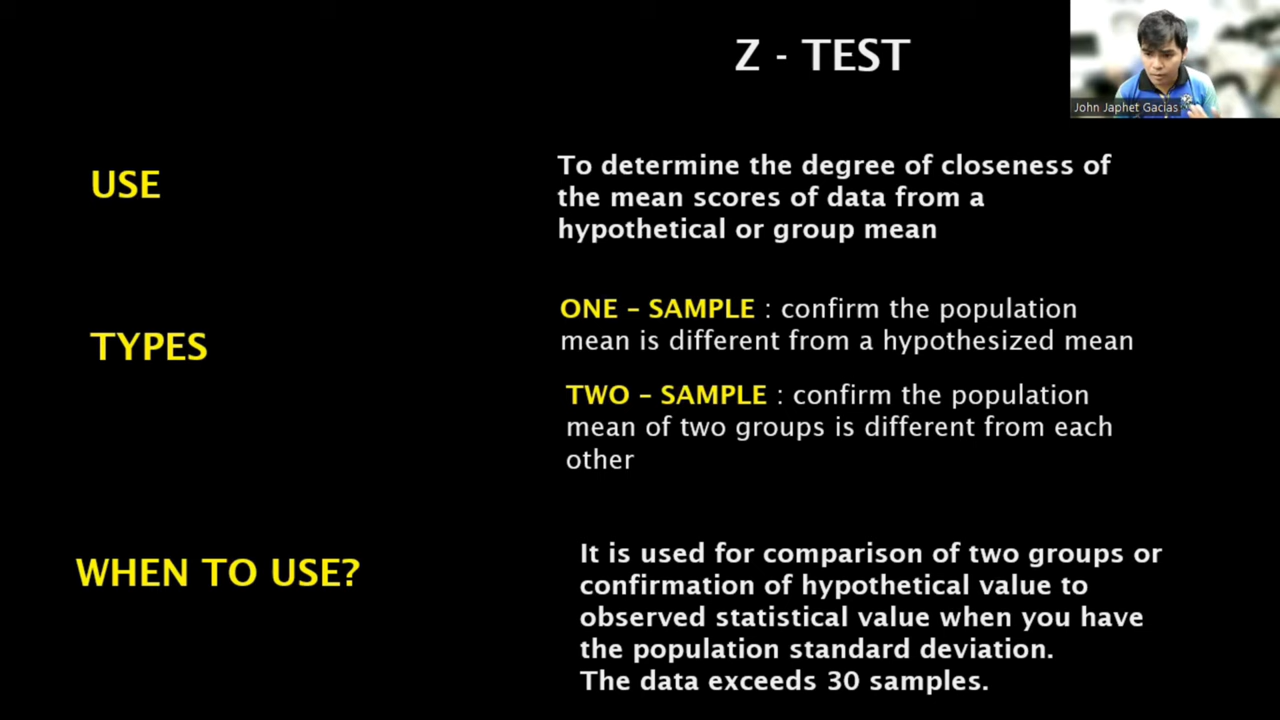 Z - TEST
John Japhet Gacias
USE
To determine the degree of closeness of
the mean scores of data from a
hypothetical or group mean
TYPES
ONE – SAMPLE : confirm the population
mean is different from a hypothesized mean
TWO – SAMPLE : confirm the population
mean of two groups is different from each
other
WHEN TO USE?
It is used for comparison of two groups or
confirmation of hypothetical value to
observed statistical value when you have
the population standard deviation.
The data exceeds 30 samples.